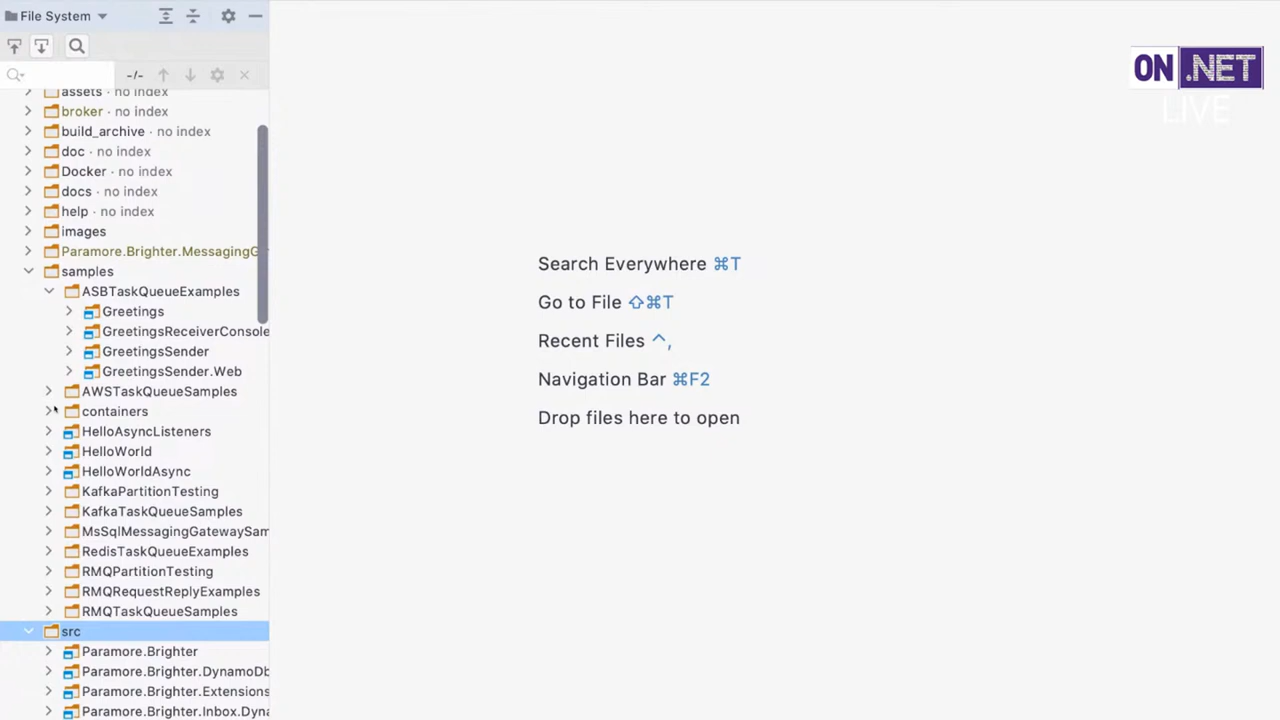 File System
-/-
assets · no index
broker · no index
build_archive · no index
doc · no index
Docker · no index
docs · no index
help · no index
images
Paramore.Brighter.MessagingG
samples
ASBTaskQueueExamples
Greetings
GreetingsReceiverConsole
GreetingsSender
GreetingsSender.Web
AWSTaskQueueSamples
containers
HelloAsyncListeners
HelloWorld
HelloWorldAsync
KafkaPartitionTesting
KafkaTaskQueueSamples
MsSqlMessagingGatewaySam
RedisTaskQueueExamples
RMQPartitionTesting
RMQRequestReplyExamples
RMQTaskQueueSamples
src
Paramore.Brighter
Paramore.Brighter.DynamoDb
Paramore.Brighter.Extensions
Paramore.Brighter.Inbox.Dyna
Search Everywhere ⌘T
Go to File ⇧⌘T
Recent Files ⌃,
Navigation Bar ⌘F2
Drop files here to open
ON .NET
LIVE